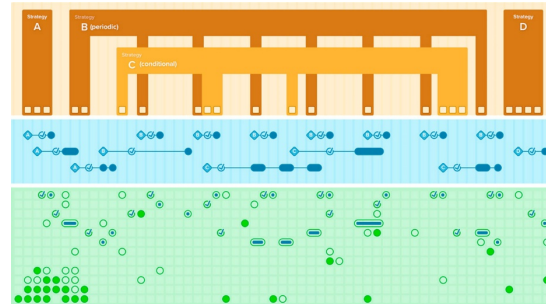 Strategy
A
Strategy
B (periodic)
Strategy
C (conditional)
Strategy
D